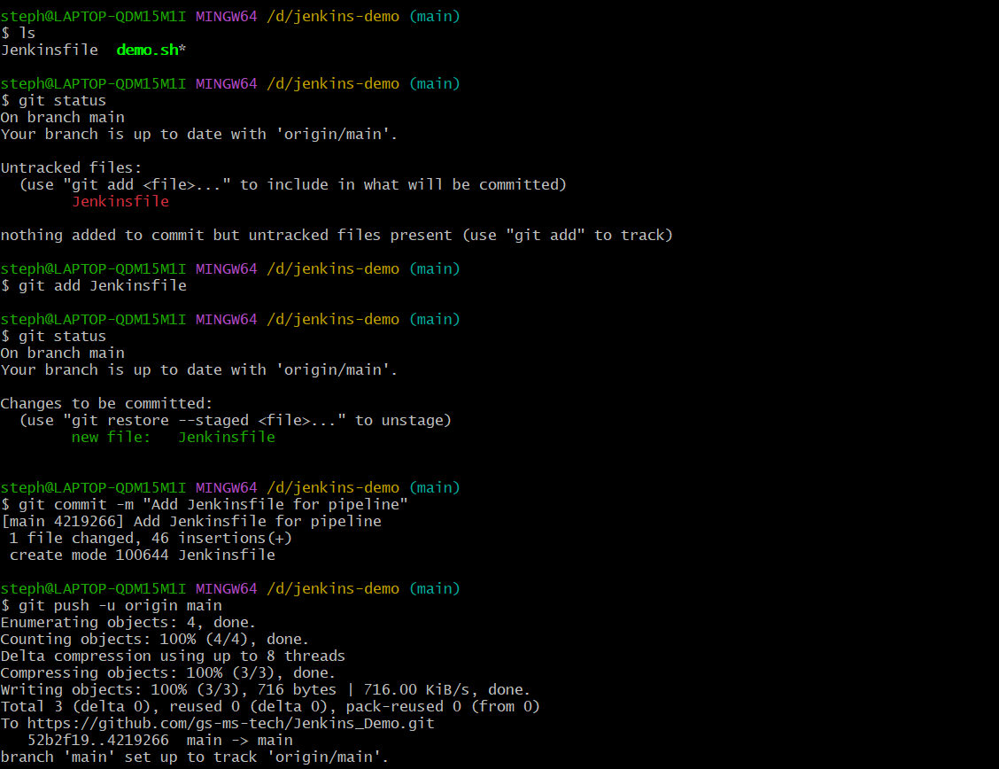 steph@LAPTOP-QDM15M1I MINGW64 /d/jenkins-demo (main)
$ ls
Jenkinsfile  demo.sh*
steph@LAPTOP-QDM15M1I MINGW64 /d/jenkins-demo (main)
$ git status
On branch main
Your branch is up to date with 'origin/main'.
Untracked files:
  (use "git add <file>..." to include in what will be committed)
        Jenkinsfile
nothing added to commit but untracked files present (use "git add" to track)
steph@LAPTOP-QDM15M1I MINGW64 /d/jenkins-demo (main)
$ git add Jenkinsfile
steph@LAPTOP-QDM15M1I MINGW64 /d/jenkins-demo (main)
$ git status
On branch main
Your branch is up to date with 'origin/main'.
Changes to be committed:
  (use "git restore --staged <file>..." to unstage)
        new file:   Jenkinsfile
steph@LAPTOP-QDM15M1I MINGW64 /d/jenkins-demo (main)
$ git commit -m "Add Jenkinsfile for pipeline"
[main 4219266] Add Jenkinsfile for pipeline
 1 file changed, 46 insertions(+)
 create mode 100644 Jenkinsfile
steph@LAPTOP-QDM15M1I MINGW64 /d/jenkins-demo (main)
$ git push -u origin main
Enumerating objects: 4, done.
Counting objects: 100% (4/4), done.
Delta compression using up to 8 threads
Compressing objects: 100% (3/3), done.
Writing objects: 100% (3/3), 716 bytes | 716.00 KiB/s, done.
Total 3 (delta 0), reused 0 (delta 0), pack-reused 0 (from 0)
To https://github.com/gs-ms-tech/Jenkins_Demo.git
   52b2f19..4219266  main -> main
branch 'main' set up to track 'origin/main'.